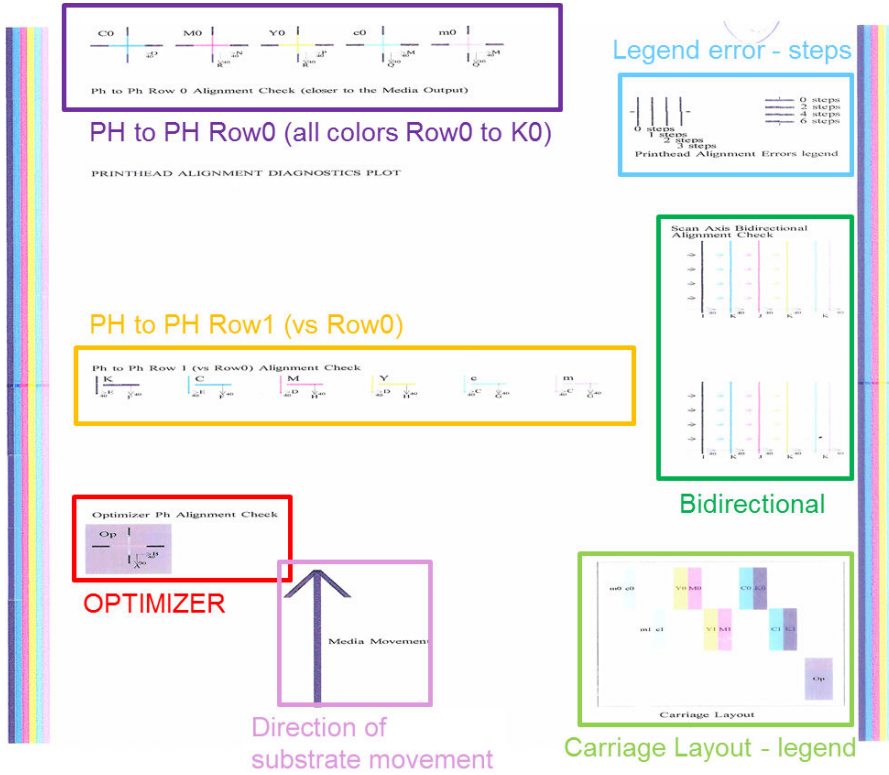 C0 M0 Y0 c0 m0
Ph to Ph Row 0 Alignment Check (closer to the Media Output)
PH to PH Row0 (all colors Row0 to K0)
PRINTHEAD ALIGNMENT DIAGNOSTICS PLOT
Legend error - steps
0 steps
1 steps
2 steps
3 steps
0 steps
2 steps
4 steps
6 steps
Printhead Alignment Errors legend
Scan Axis Bidirectional
Alignment Check
I K J K K
I K J K K
Bidirectional
PH to PH Row1 (vs Row0)
Ph to Ph Row 1 (vs Row0) Alignment Check
K C M Y c m
Optimizer Ph Alignment Check
Op
OPTIMIZER
Media Movement
Direction of
substrate movement
m0 c0 Y0 M0 C0 K0
m1 c1 Y1 M1 C1 K1
Op
Carriage Layout
Carriage Layout - legend